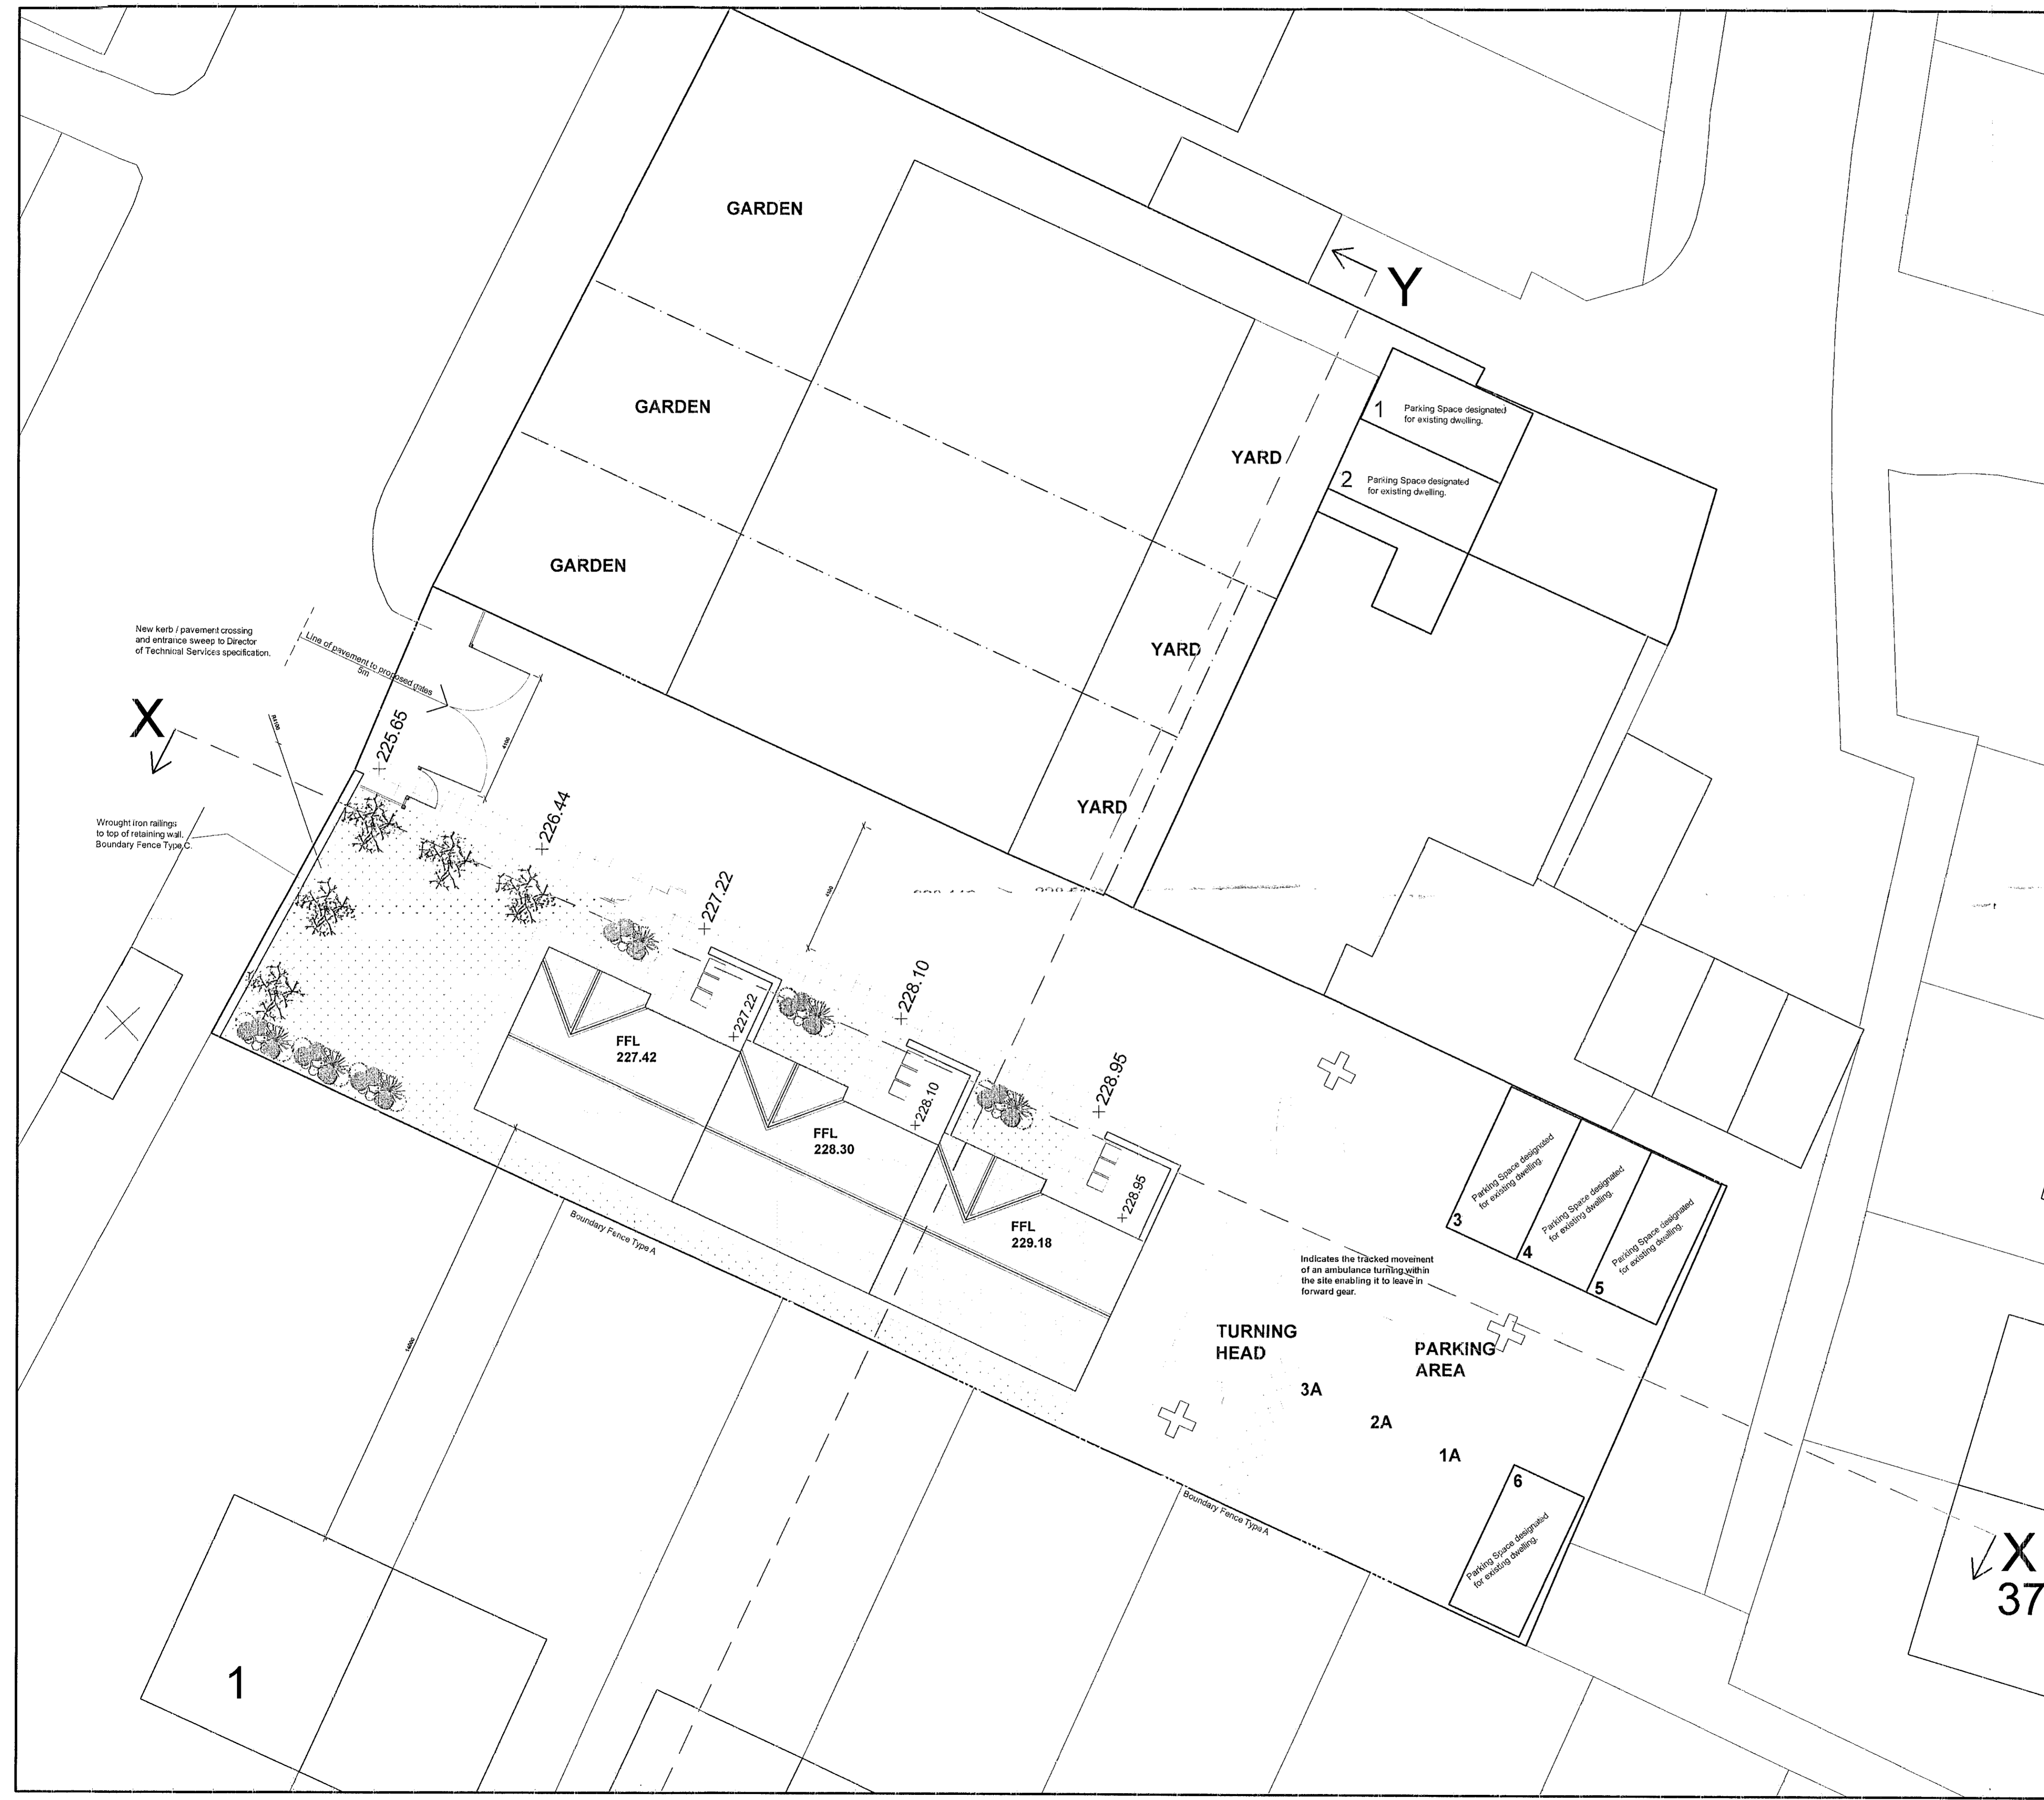 GARDEN
Y
GARDEN
1
Parking Space designated
for existing dwelling.
YARD
2
Parking Space designated
for existing dwelling.
GARDEN
New kerb / pavement crossing
and entrance sweep to Director
of Technical Services specification.
Line of pavement to proposed gates
5m
YARD
X
225.65
4100
YARD
Wrought iron railings
to top of retaining wall.
Boundary Fence Type C.
226.44
227.22
4100
227.22
FFL
227.42
228.10
228.10
FFL
228.30
228.95
228.95
FFL
229.18
Boundary Fence Type A
14000
Parking Space designated
for existing dwelling.
3
Parking Space designated
for existing dwelling.
4
Parking Space designated
for existing dwelling.
5
Indicates the tracked movement
of an ambulance turning within
the site enabling it to leave in
forward gear.
TURNING
HEAD
PARKING
AREA
3A
2A
1A
6
Parking Space designated
for existing dwelling.
Boundary Fence Type A
X
37
1